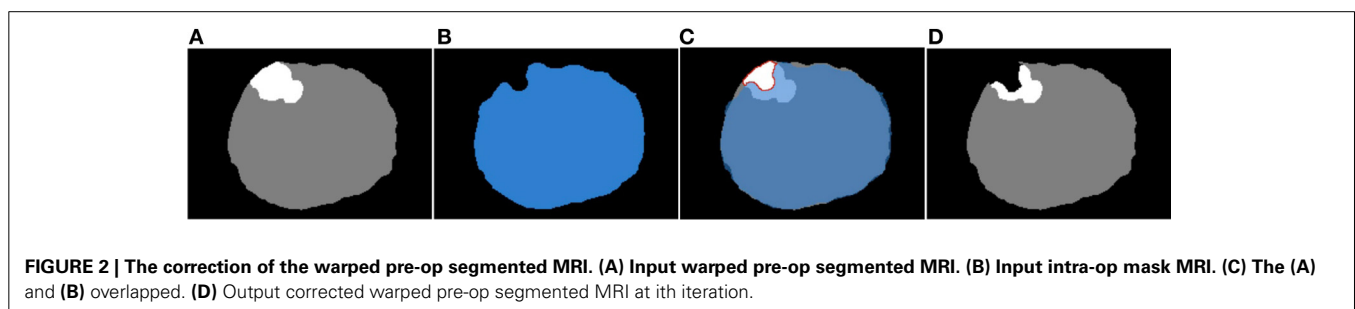 A B C D
FIGURE 2 | The correction of the warped pre-op segmented MRI. (A) Input warped pre-op segmented MRI. (B) Input intra-op mask MRI. (C) The (A)
and (B) overlapped. (D) Output corrected warped pre-op segmented MRI at ith iteration.